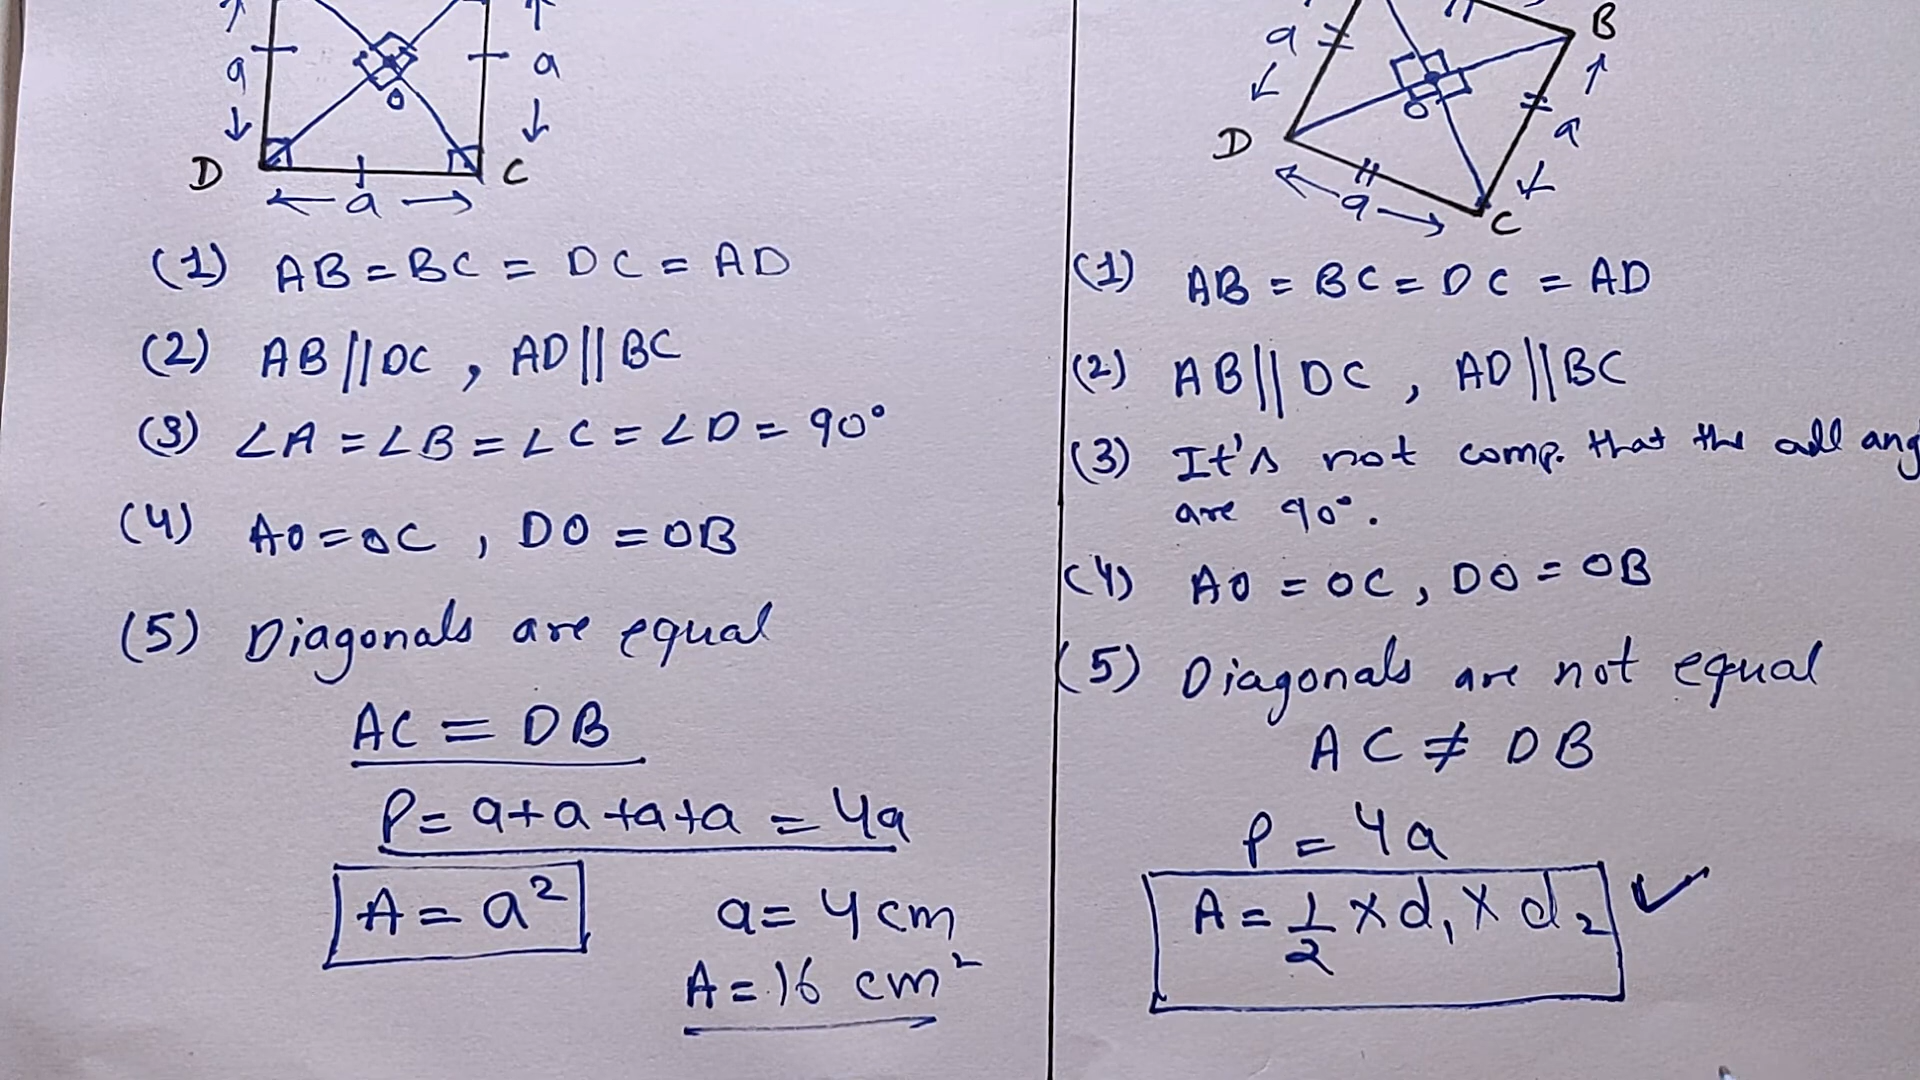 a
a
O
D
C
a
(1) AB = BC = DC = AD
(2) AB || DC , AD || BC
(3) ∠A = ∠B = ∠C = ∠D = 90°
(4) AO = OC , DO = OB
(5) Diagonals are equal
AC = DB
P = a+a+a+a = 4a
A = a²
a = 4 cm
A = 16 cm²
B
a
O
a
D
a
C
(1) AB = BC = DC = AD
(2) AB || DC , AD || BC
(3) It's not comp. that the all ang
are 90°.
(4) AO = OC, DO = OB
(5) Diagonals are not equal
AC ≠ DB
P = 4a
A = 1/2 × d₁ × d₂ ✓